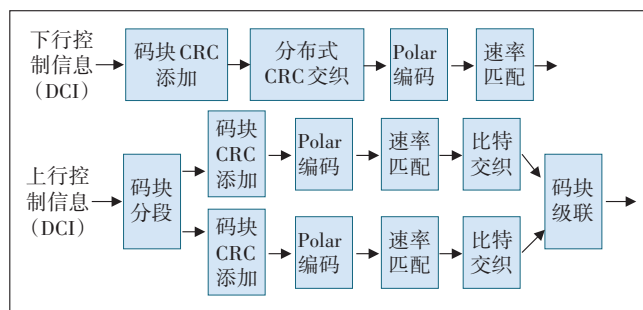 下行控
制信息
（DCI）
码块 CRC
添加
分布式
CRC 交织
Polar
编码
速率
匹配
上行控
制信息
（DCI）
码块
分段
码块
CRC
添加
Polar
编码
速率
匹配
比特
交织
码块
CRC
添加
Polar
编码
速率
匹配
比特
交织
码块
级联